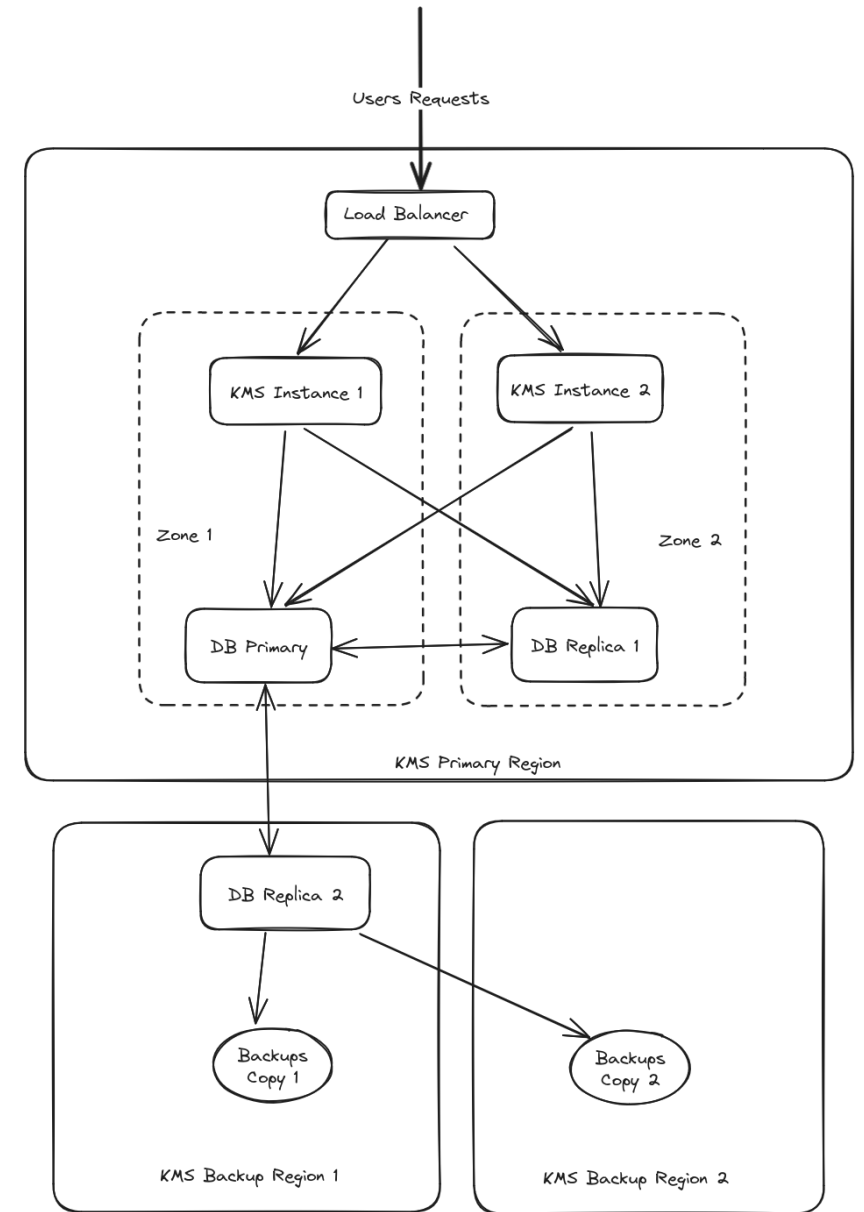 Users Requests
Load Balancer
KMS Instance 1
KMS Instance 2
Zone 1
Zone 2
DB Primary
DB Replica 1
KMS Primary Region
DB Replica 2
Backups
Copy 1
Backups
Copy 2
KMS Backup Region 1
KMS Backup Region 2